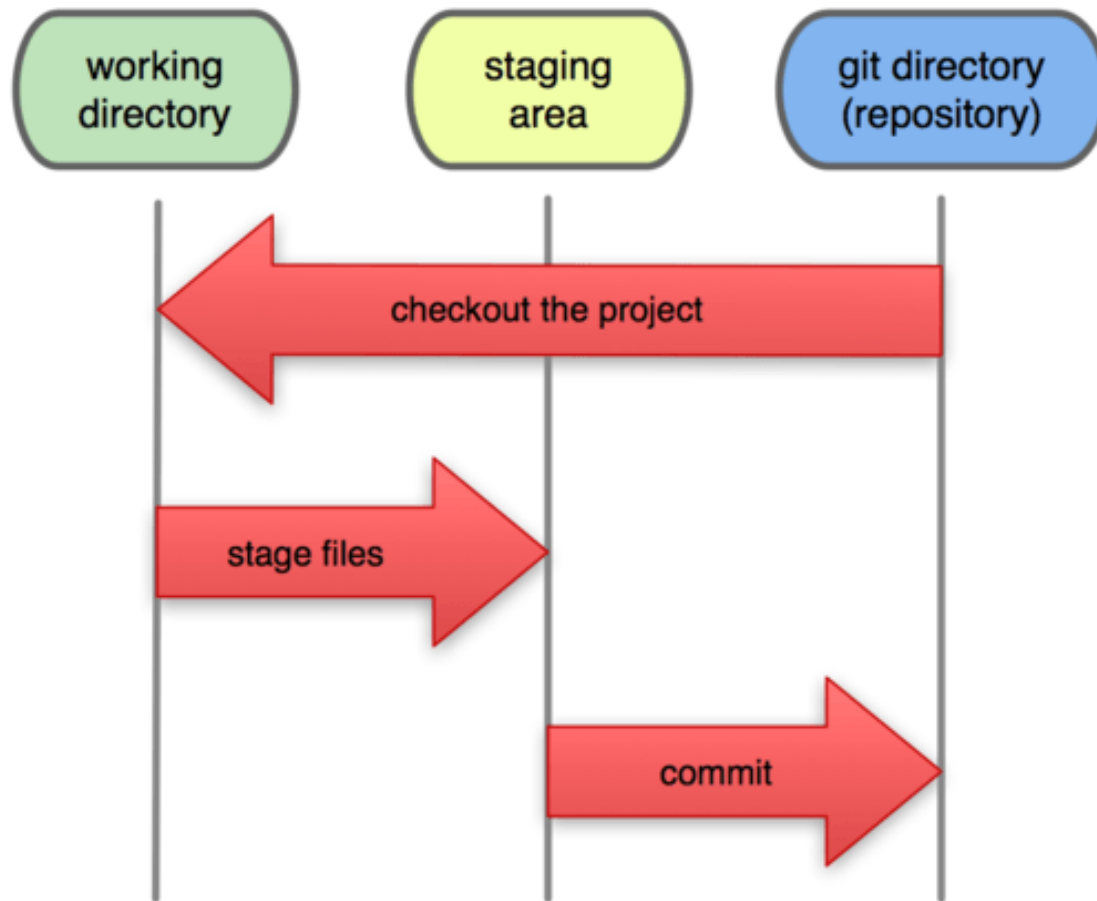 working
directory
staging
area
git directory
(repository)
checkout the project
stage files
commit